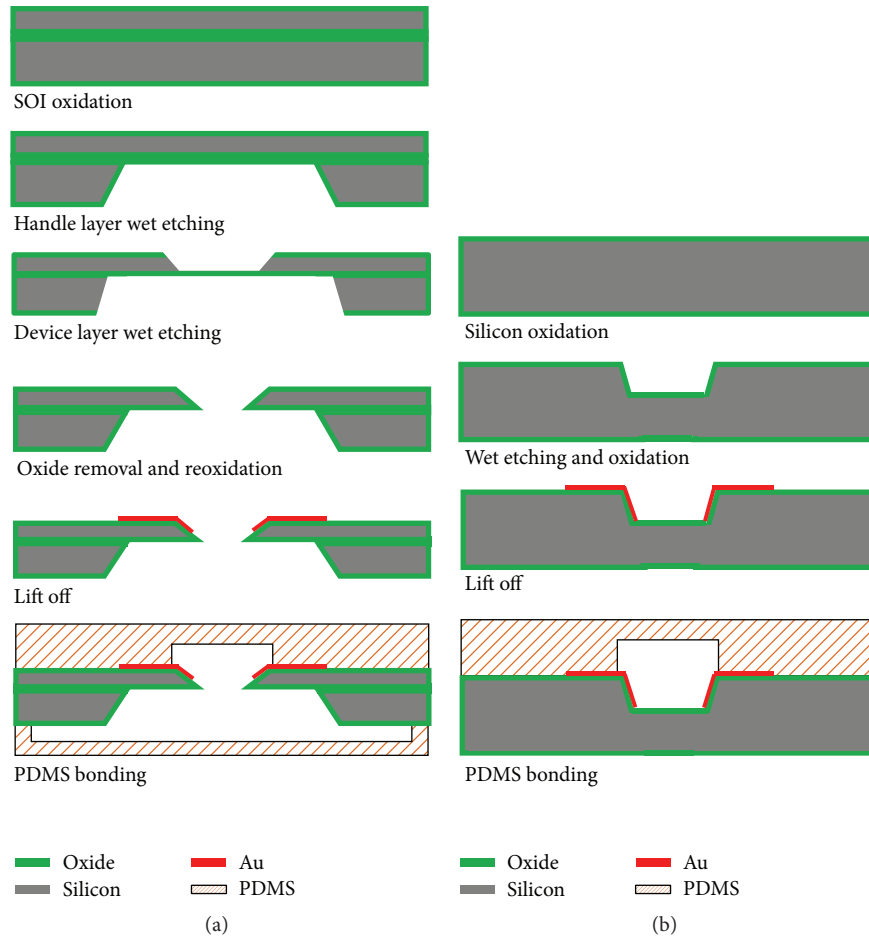 SOI oxidation
Handle layer wet etching
Device layer wet etching
Oxide removal and reoxidation
Lift off
PDMS bonding
Oxide
Au
Silicon
PDMS
(a)
Silicon oxidation
Wet etching and oxidation
Lift off
PDMS bonding
Oxide
Au
Silicon
PDMS
(b)